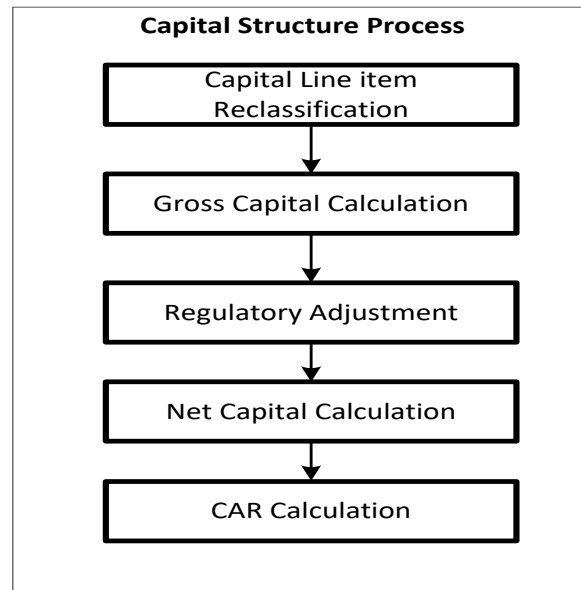 Capital Structure Process
Capital Line item
Reclassification
Gross Capital Calculation
Regulatory Adjustment
Net Capital Calculation
CAR Calculation